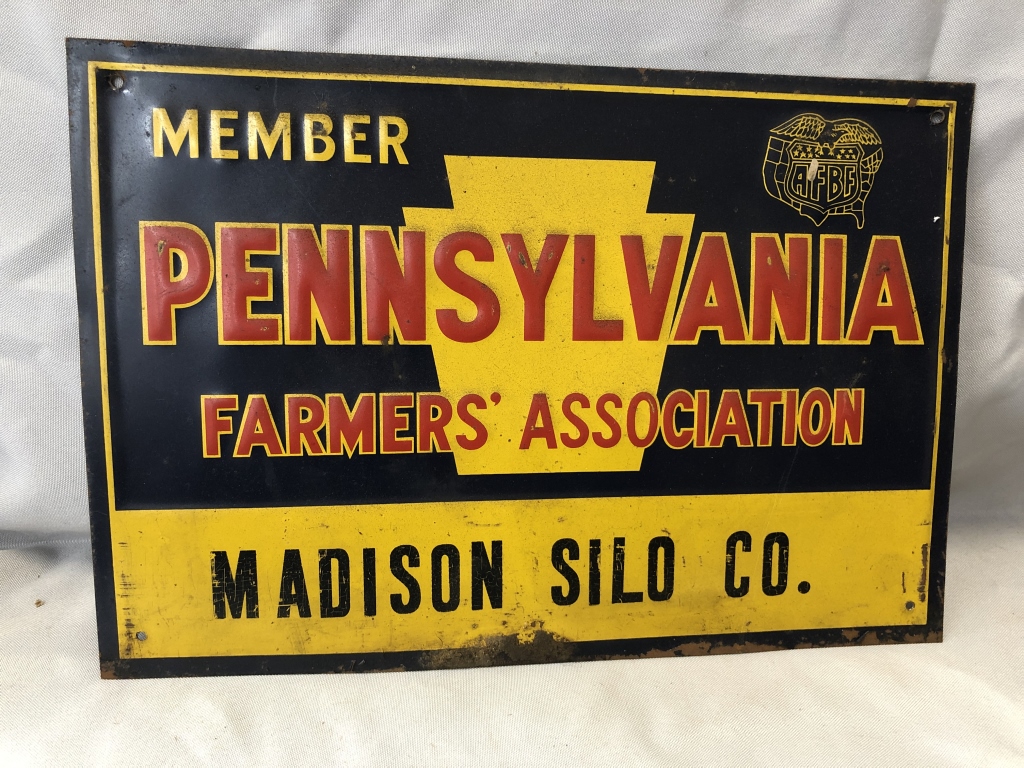 MEMBER
AFBF
PENNSYLVANIA
FARMERS' ASSOCIATION
MADISON SILO CO.